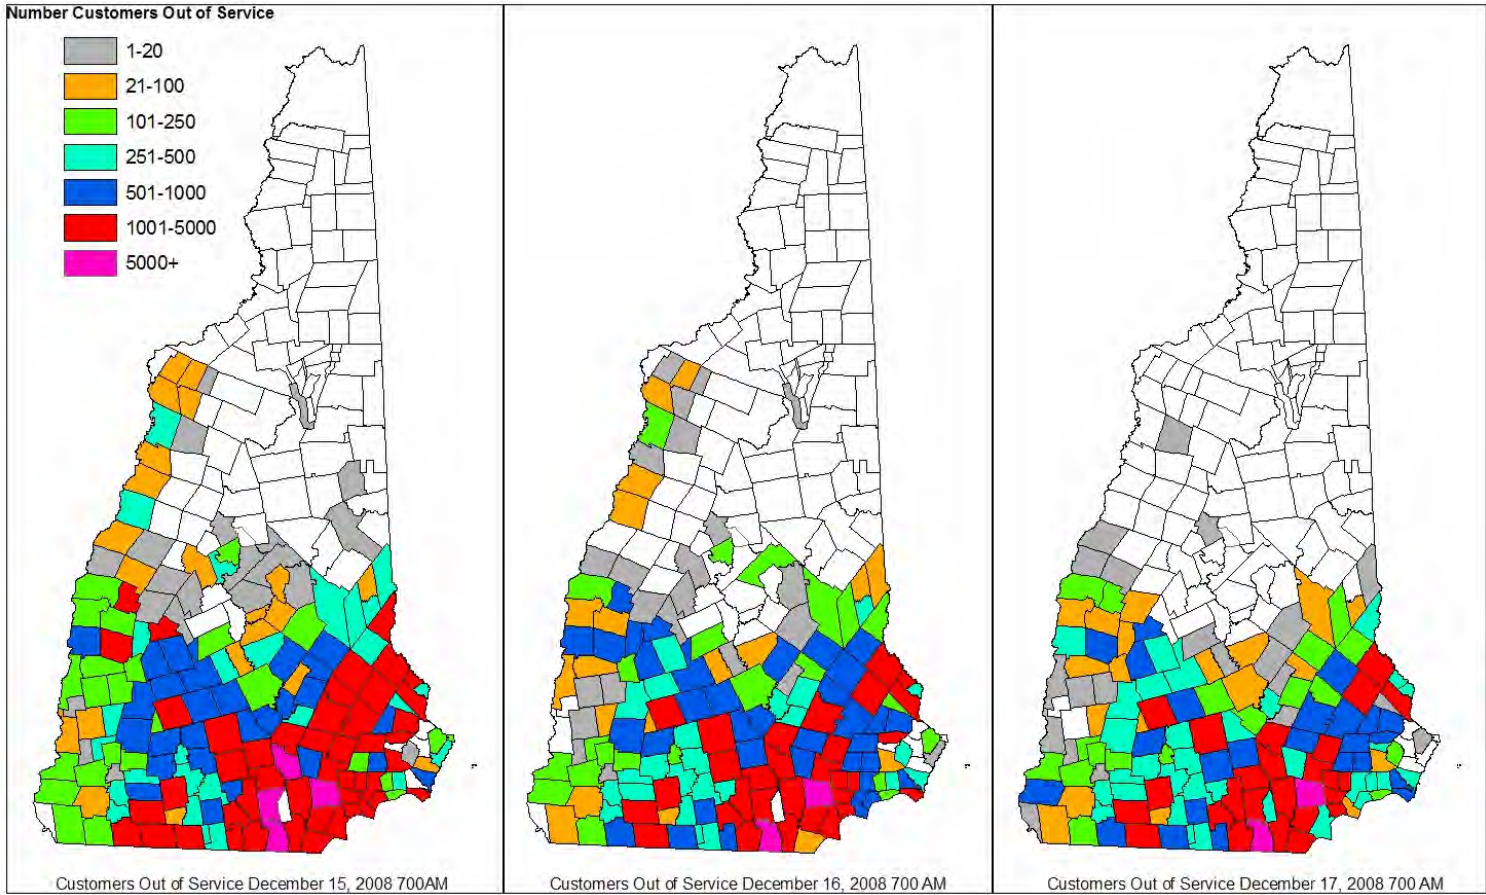 Number Customers Out of Service
1-20
21-100
101-250
251-500
501-1000
1001-5000
5000+
Customers Out of Service December 15, 2008 700AM
Customers Out of Service December 16, 2008 700 AM
Customers Out of Service December 17, 2008 700 AM